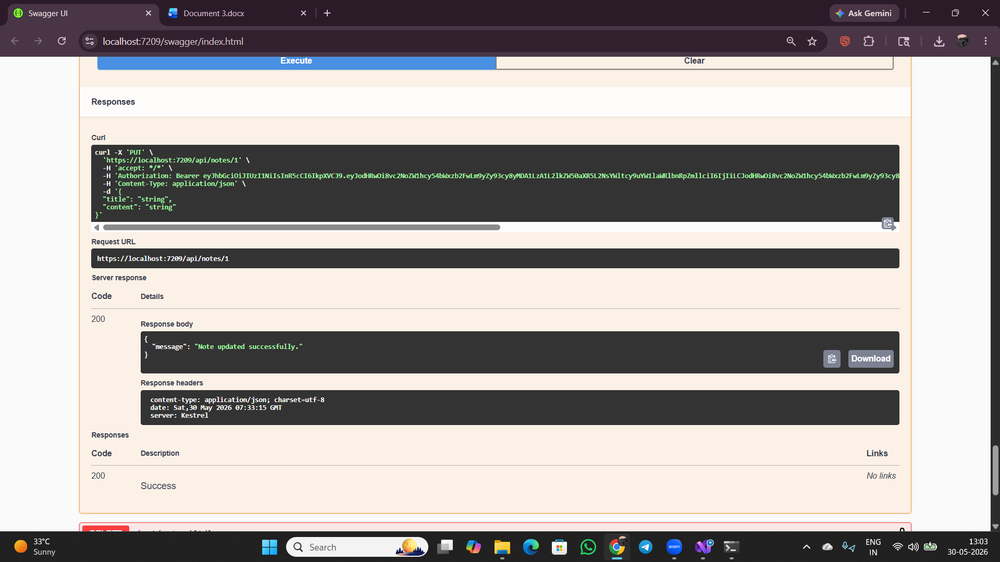 Swagger UI
Document 3.docx
Ask Gemini
localhost:7209/swagger/index.html
Execute
Clear
Responses
Curl
curl -X 'PUT' \
'https://localhost:7209/api/notes/1' \
-H 'accept: */*' \
-H 'Authorization: Bearer eyJhbGciOiJIUzI1NiIsInR5cCI6IkpXVCJ9.eyJodHRwOi8vc2NoZW1hcy54bWxzb2FwLm9yZy93cy8yMDA1LzA1L2lkZW50aXR5L2NsYWltcy9uYW1laWRlbnRpZmllciI6IjIiLCJodHRwOi8vc2NoZW1hcy54bWxzb2FwLm9yZy93cy8
-H 'Content-Type: application/json' \
-d '{
"title": "string",
"content": "string"
}'
Request URL
https://localhost:7209/api/notes/1
Server response
Code Details
200
Response body
{
"message": "Note updated successfully."
}
Download
Response headers
content-type: application/json; charset=utf-8
date: Sat,30 May 2026 07:33:15 GMT
server: Kestrel
Responses
Code Description Links
200 No links
Success
33°C
Sunny
Search
zoom
ENG
IN
13:03
30-05-2026